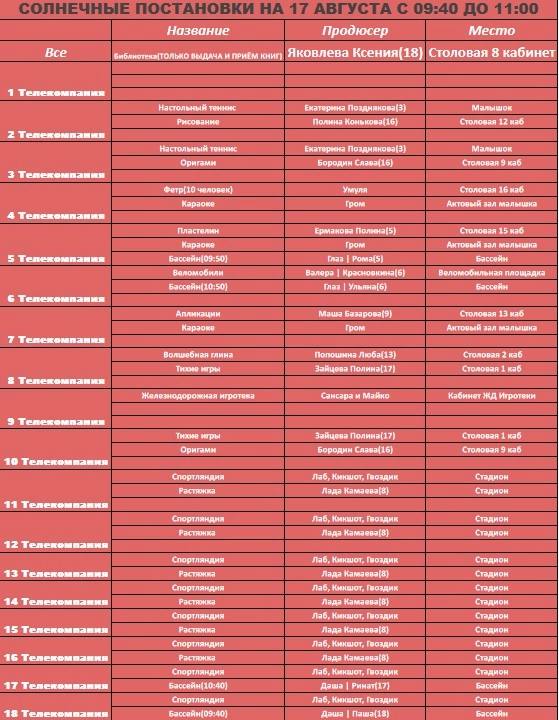 СОЛНЕЧНЫЕ ПОСТАНОВКИ НА 17 АВГУСТА С 09:40 ДО 11:00
Название Продюсер Место
Все Библиотека(ТОЛЬКО ВЫДАЧА И ПРИЁМ КНИГ) Яковлева Ксения(18) Столовая 8 кабинет
1 Телекомпания
Настольный теннис Екатерина Позднякова(3) Малышок
Рисование Полина Конькова(16) Столовая 12 каб
2 Телекомпания
Настольный теннис Екатерина Позднякова(3) Малышок
Оригами Бородин Слава(16) Столовая 9 каб
3 Телекомпания
Фетр(10 человек) Умуля Столовая 16 каб
Караоке Гром Актовый зал малышка
4 Телекомпания
Пластелин Ермакова Полина(5) Столовая 15 каб
Караоке Гром Актовый зал малышка
5 Телекомпания Бассейн(09:50) Глаз | Рома(5) Бассейн
Веломобили Валера | Красновкина(6) Веломобильная площадка
Бассейн(10:50) Глаз | Ульяна(6) Бассейн
6 Телекомпания
Аппликации Маша Базарова(9) Столовая 13 каб
Караоке Гром Актовый зал малышка
7 Телекомпания
Волшебная глина Попошина Люба(13) Столовая 2 каб
Тихие игры Зайцева Полина(17) Столовая 1 каб
8 Телекомпания
Железнодорожная игротека Сансара и Майко Кабинет ЖД Игротеки
9 Телекомпания
Тихие игры Зайцева Полина(17) Столовая 1 каб
Оригами Бородин Слава(16) Столовая 9 каб
10 Телекомпания
Спортляндия Лаб, Кикшот, Гвоздик Стадион
Растяжка Лада Камаева(8) Стадион
11 Телекомпания
Спортляндия Лаб, Кикшот, Гвоздик Стадион
Растяжка Лада Камаева(8) Стадион
12 Телекомпания
Спортляндия Лаб, Кикшот, Гвоздик Стадион
13 Телекомпания Растяжка Лада Камаева(8) Стадион
Спортляндия Лаб, Кикшот, Гвоздик Стадион
14 Телекомпания Растяжка Лада Камаева(8) Стадион
Спортляндия Лаб, Кикшот, Гвоздик Стадион
15 Телекомпания Растяжка Лада Камаева(8) Стадион
Спортляндия Лаб, Кикшот, Гвоздик Стадион
16 Телекомпания Растяжка Лада Камаева(8) Стадион
Спортляндия Лаб, Кикшот, Гвоздик Стадион
17 Телекомпания Бассейн(10:40) Даша | Ринат(17) Бассейн
Спортляндия Лаб, Кикшот, Гвоздик Стадион
18 Телекомпания Бассейн(09:40) Даша | Паша(18) Бассейн